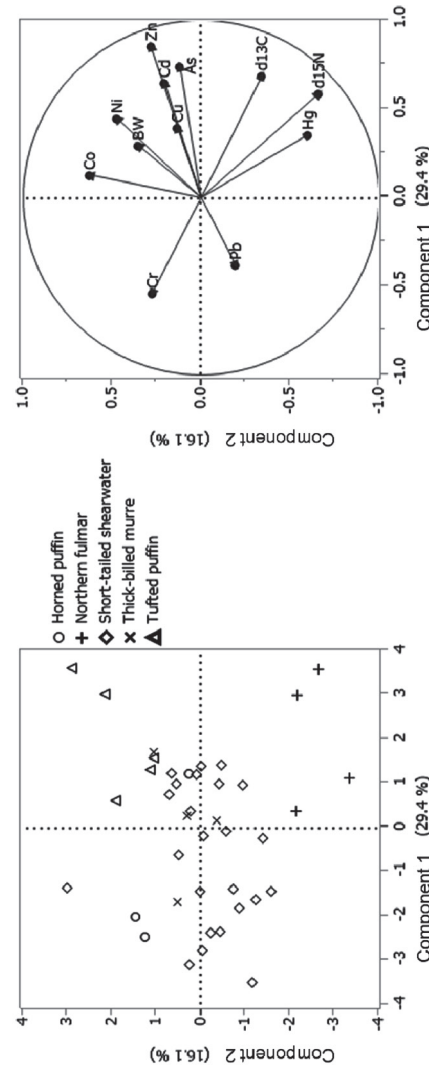 Horned puffin
Northern fulmar
Short-tailed shearwater
Thick-billed murre
Tufted puffin
4
3
2
1
0
-1
-2
-3
-4
Component 2 (16.1 %)
-4 -3 -2 -1 0 1 2 3 4
Component 1 (29.4 %)
1.0
0.5
0.0
-0.5
-1.0
Component 2 (16.1 %)
Co
Ni
BW
Zn
Cd
Cu
As
Cr
Pb
d13C
d15N
Hg
-1.0 -0.5 0.0 0.5 1.0
Component 1 (29.4 %)